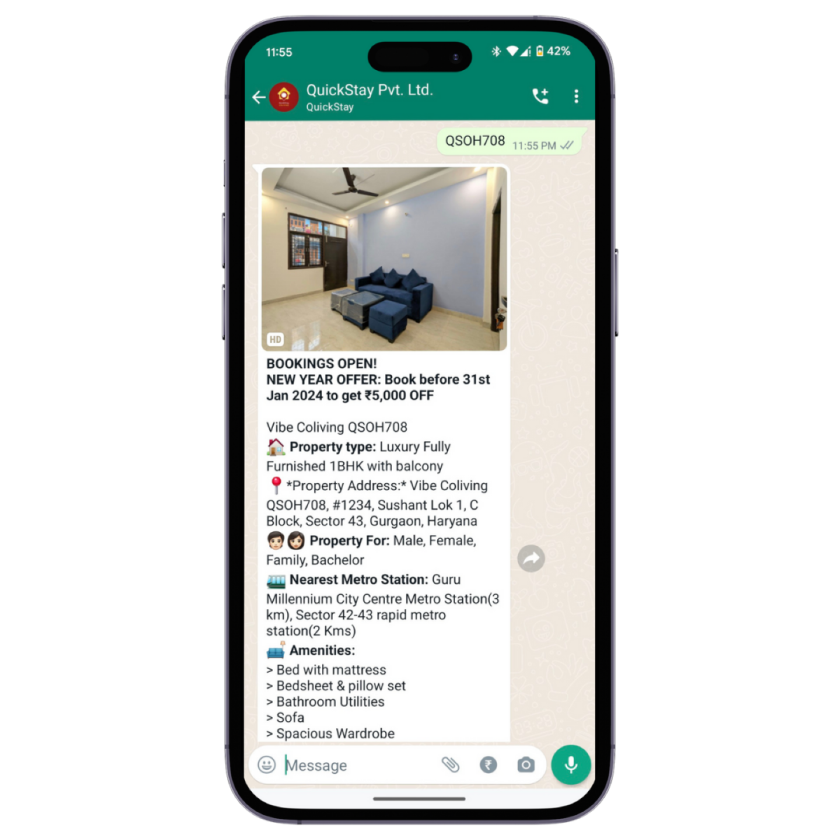 11:55
42%
QuickStay Pvt. Ltd.
QuickStay
QSOH708 11:55 PM
HD
BOOKINGS OPEN!
NEW YEAR OFFER: Book before 31st
Jan 2024 to get ₹5,000 OFF
Vibe Coliving QSOH708
Property type: Luxury Fully
Furnished 1BHK with balcony
*Property Address:* Vibe Coliving
QSOH708, #1234, Sushant Lok 1, C
Block, Sector 43, Gurgaon, Haryana
Property For: Male, Female,
Family, Bachelor
Nearest Metro Station: Guru
Millennium City Centre Metro Station(3
km), Sector 42-43 rapid metro
station(2 Kms)
Amenities:
> Bed with mattress
> Bedsheet & pillow set
> Bathroom Utilities
> Sofa
> Spacious Wardrobe
Message